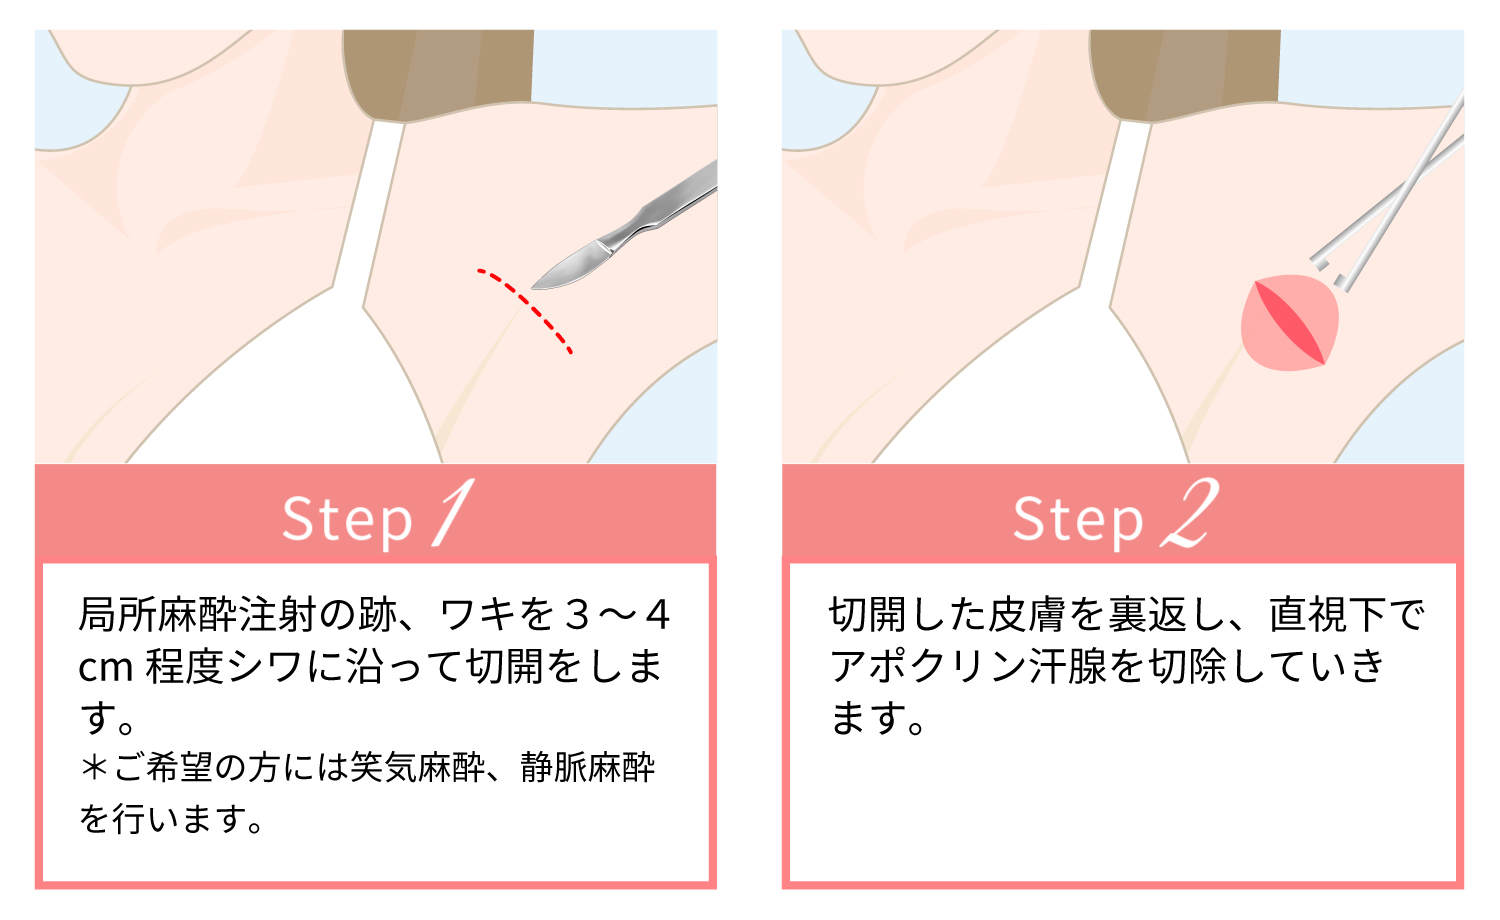 Step 1
局所麻酔注射の跡、ワキを３～４
cm 程度シワに沿って切開をしま
す。
＊ご希望の方には笑気麻酔、静脈麻酔
を行います。
Step 2
切開した皮膚を裏返し、直視下で
アポクリン汗腺を切除していき
ます。